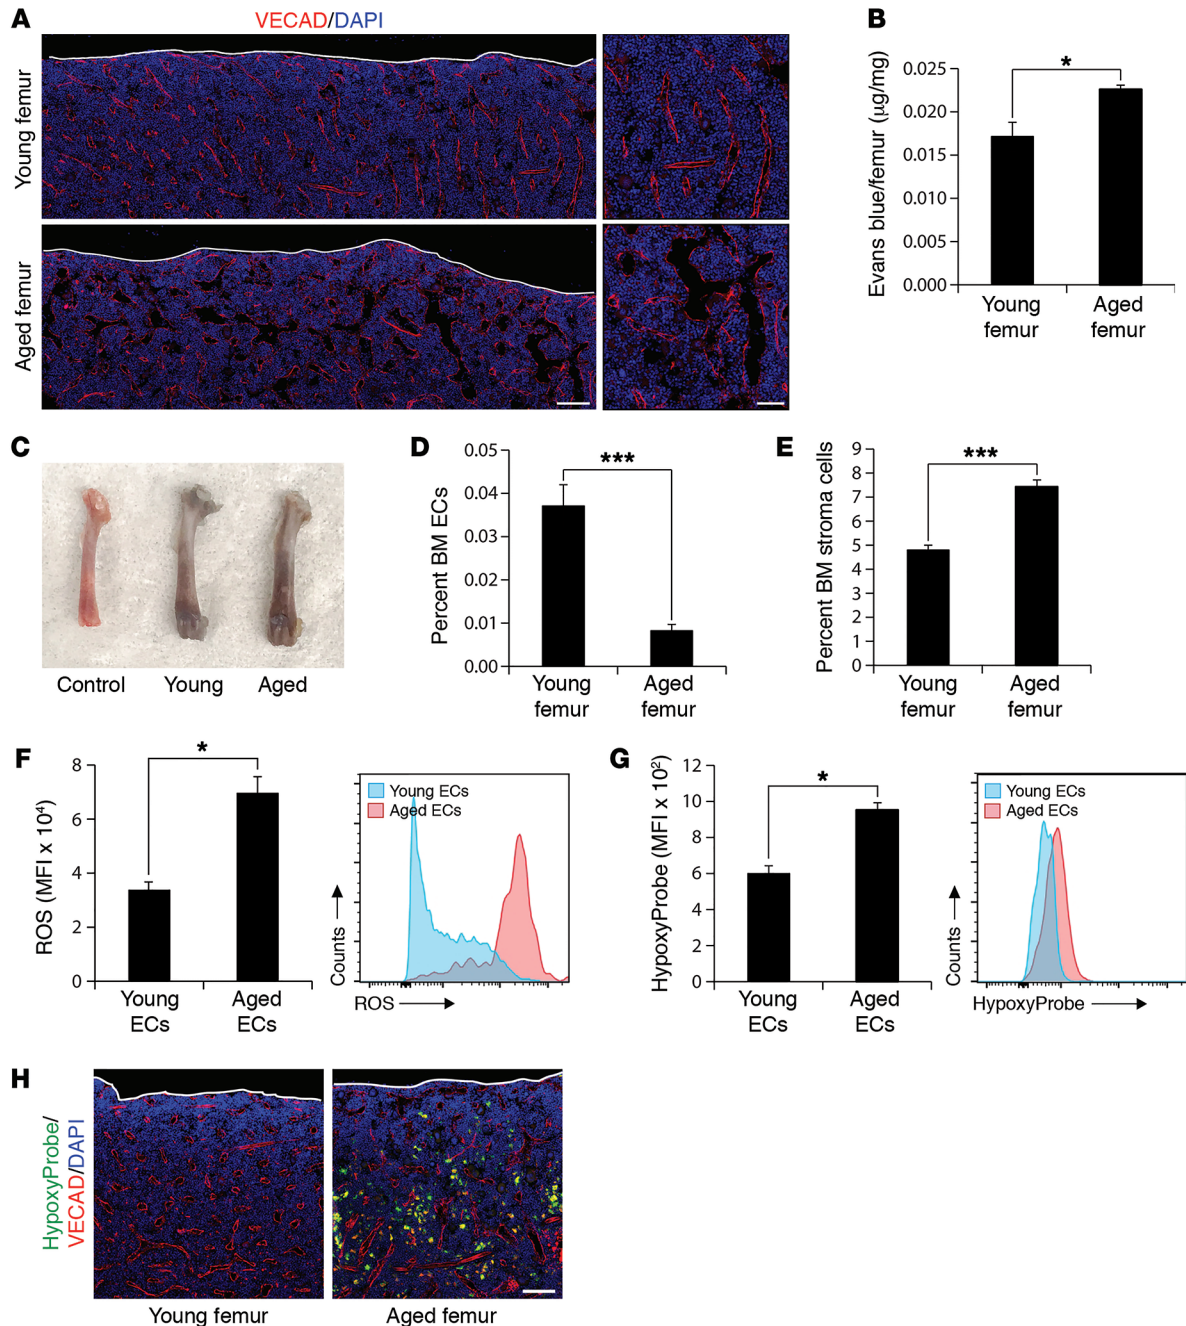 A
VECAD/DAPI
Young femur
Aged femur
B
Evans blue/femur (µg/mg)
0.025
0.020
0.015
0.010
0.005
0.000
*
Young
femur
Aged
femur
C
Control
Young
Aged
D
Percent BM ECs
0.05
0.04
0.03
0.02
0.01
0.00
***
Young
femur
Aged
femur
E
Percent BM stroma cells
9
8
7
6
5
4
3
2
1
0
***
Young
femur
Aged
femur
F
ROS (MFI x 10⁴)
8
6
4
2
0
*
Young
ECs
Aged
ECs
Young ECs
Aged ECs
Counts
ROS
G
HypoxyProbe (MFI x 10²)
12
10
8
6
4
2
0
*
Young
ECs
Aged
ECs
Young ECs
Aged ECs
Counts
HypoxyProbe
H
HypoxyProbe/
VECAD/DAPI
Young femur
Aged femur